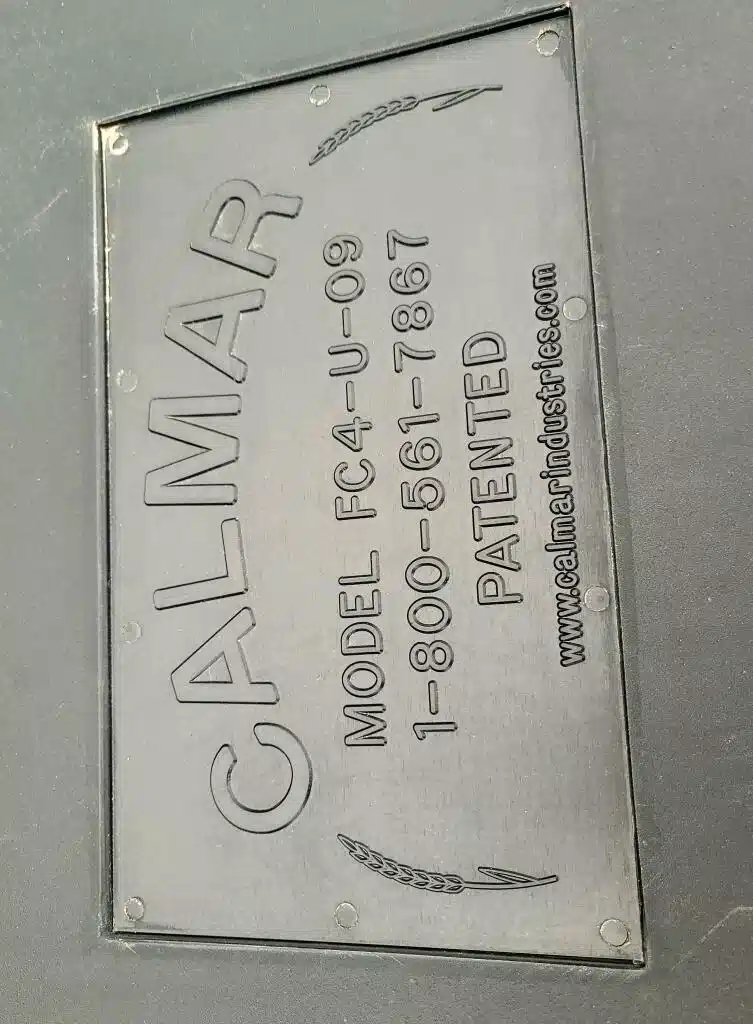 CALMAR
MODEL FC4-U-09
1-800-561-7867
PATENTED
www.calmarindustries.com